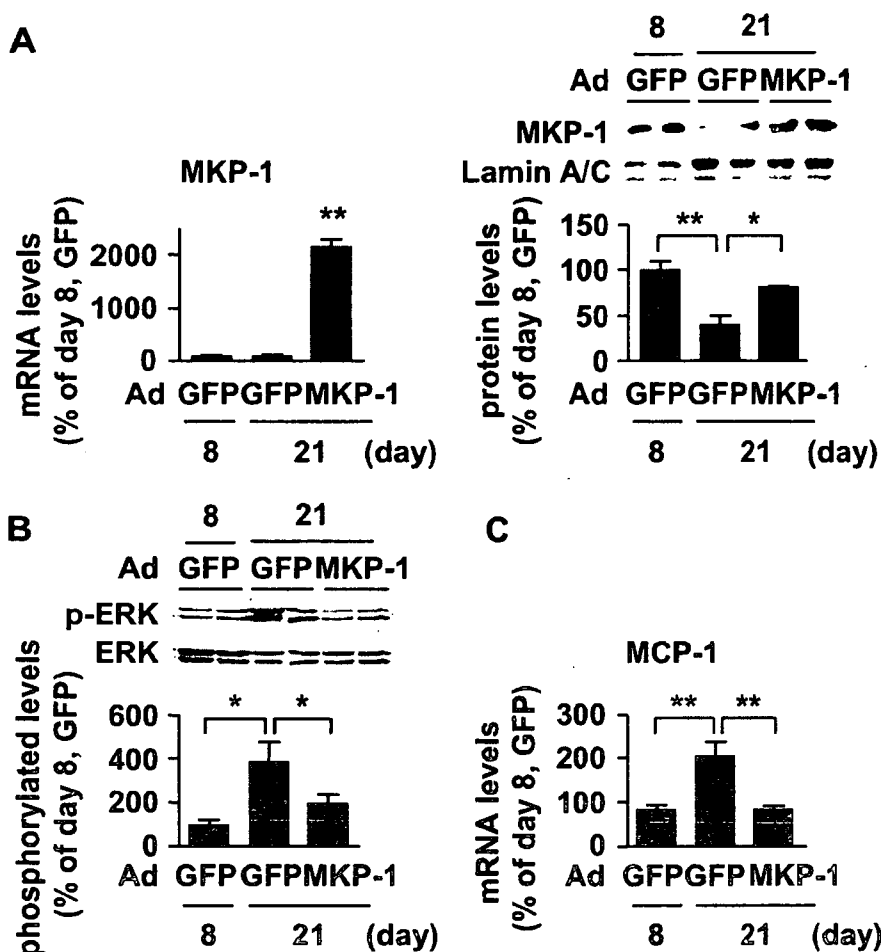 A
MKP-1
mRNA levels
(% of day 8, GFP)
2000
1000
0
**
Ad GFP GFP MKP-1
8 21 (day)
8 21
Ad GFP GFP MKP-1
MKP-1
Lamin A/C
protein levels
(% of day 8, GFP)
150
100
50
0
** *
Ad GFP GFP MKP-1
8 21 (day)
B
8 21
Ad GFP GFP MKP-1
p-ERK
ERK
phosphorylated levels
(% of day 8, GFP)
600
400
200
0
* *
Ad GFP GFP MKP-1
8 21 (day)
C
MCP-1
mRNA levels
(% of day 8, GFP)
300
200
100
0
** **
Ad GFP GFP MKP-1
8 21 (day)